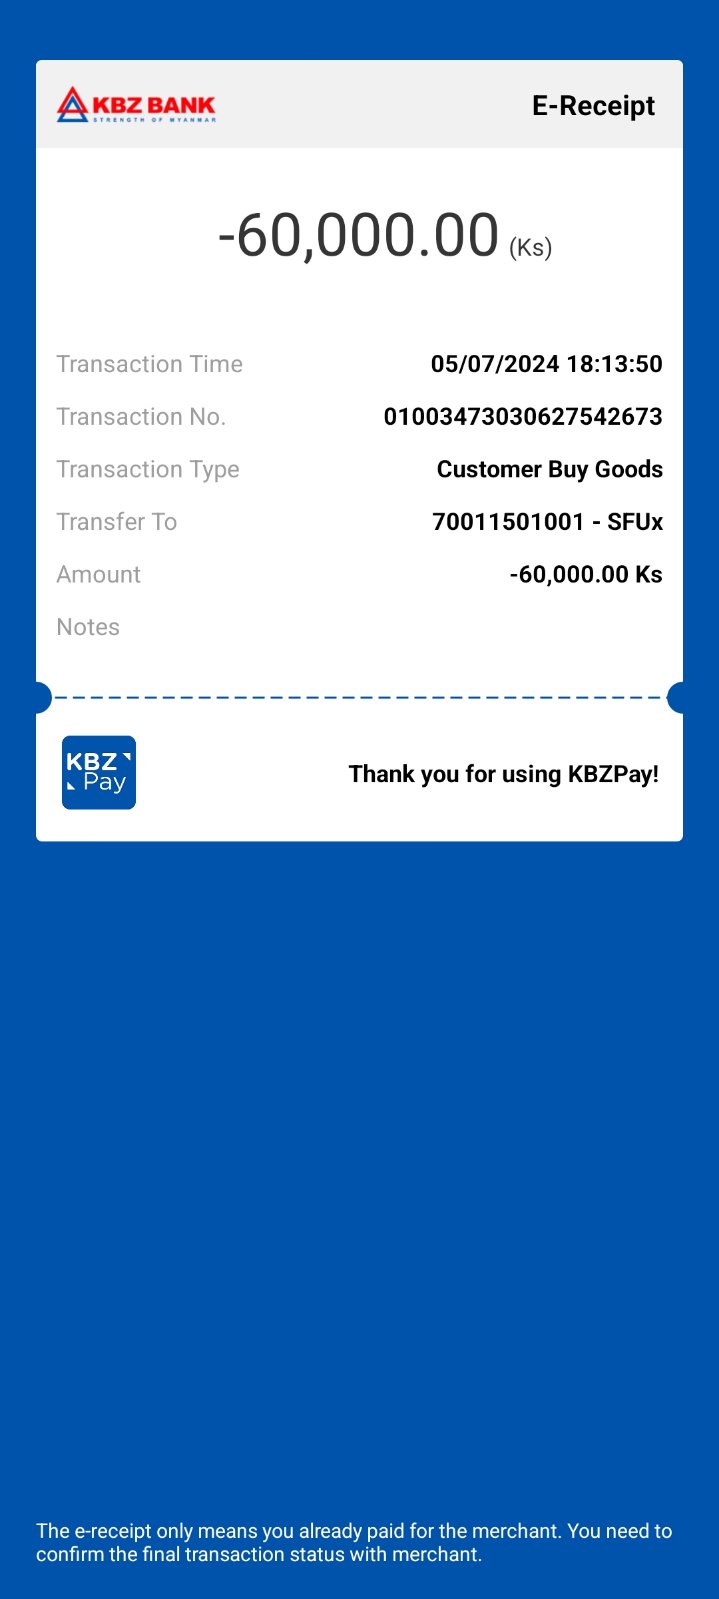 KBZ BANK
STRENGTH OF MYANMAR
E-Receipt
-60,000.00 (Ks)
Transaction Time 05/07/2024 18:13:50
Transaction No. 01003473030627542673
Transaction Type Customer Buy Goods
Transfer To 70011501001 - SFUx
Amount -60,000.00 Ks
Notes
KBZ
Pay
Thank you for using KBZPay!
The e-receipt only means you already paid for the merchant. You need to
confirm the final transaction status with merchant.